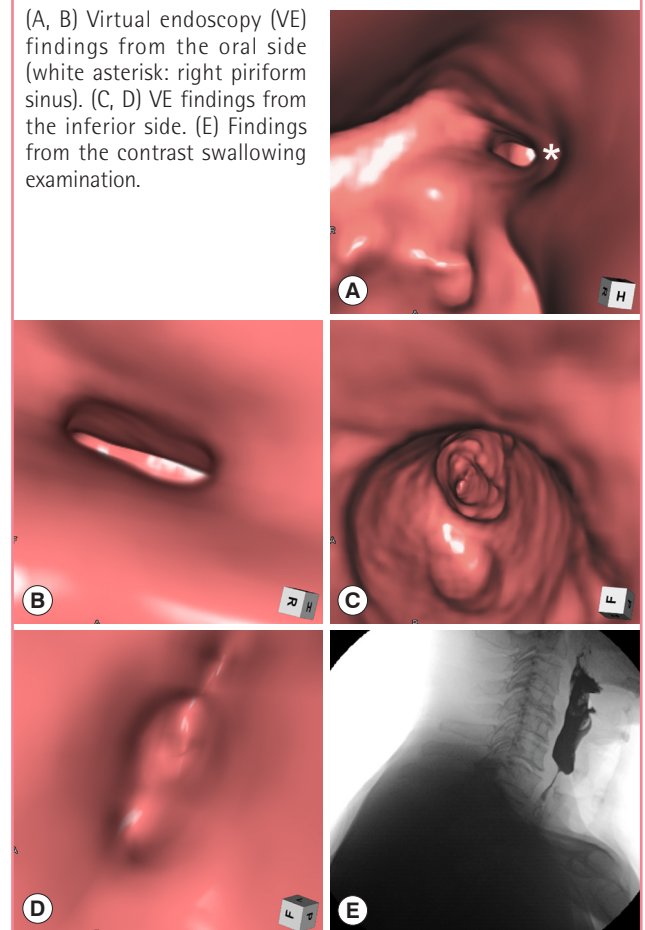 (A, B) Virtual endoscopy (VE)
findings from the oral side
(white asterisk: right piriform
sinus). (C, D) VE findings from
the inferior side. (E) Findings
from the contrast swallowing
examination.
*
A
H
B
R
H
C
F
D
F
P
E